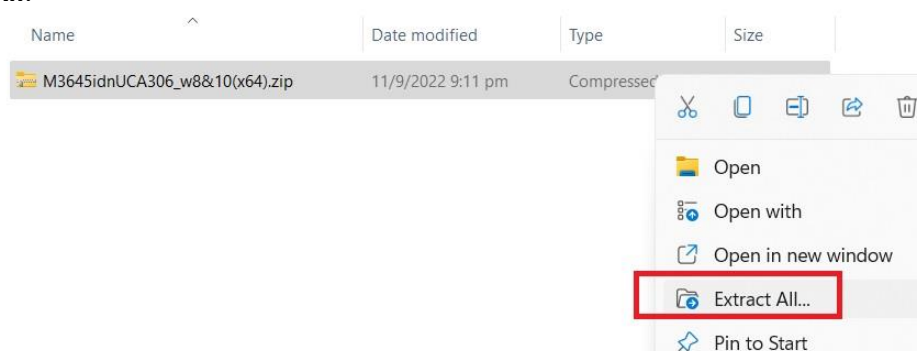 Name Date modified Type Size
M3645idnUCA306_w8&10(x64).zip 11/9/2022 9:11 pm Compressed
Open
Open with
Open in new window
Extract All...
Pin to Start